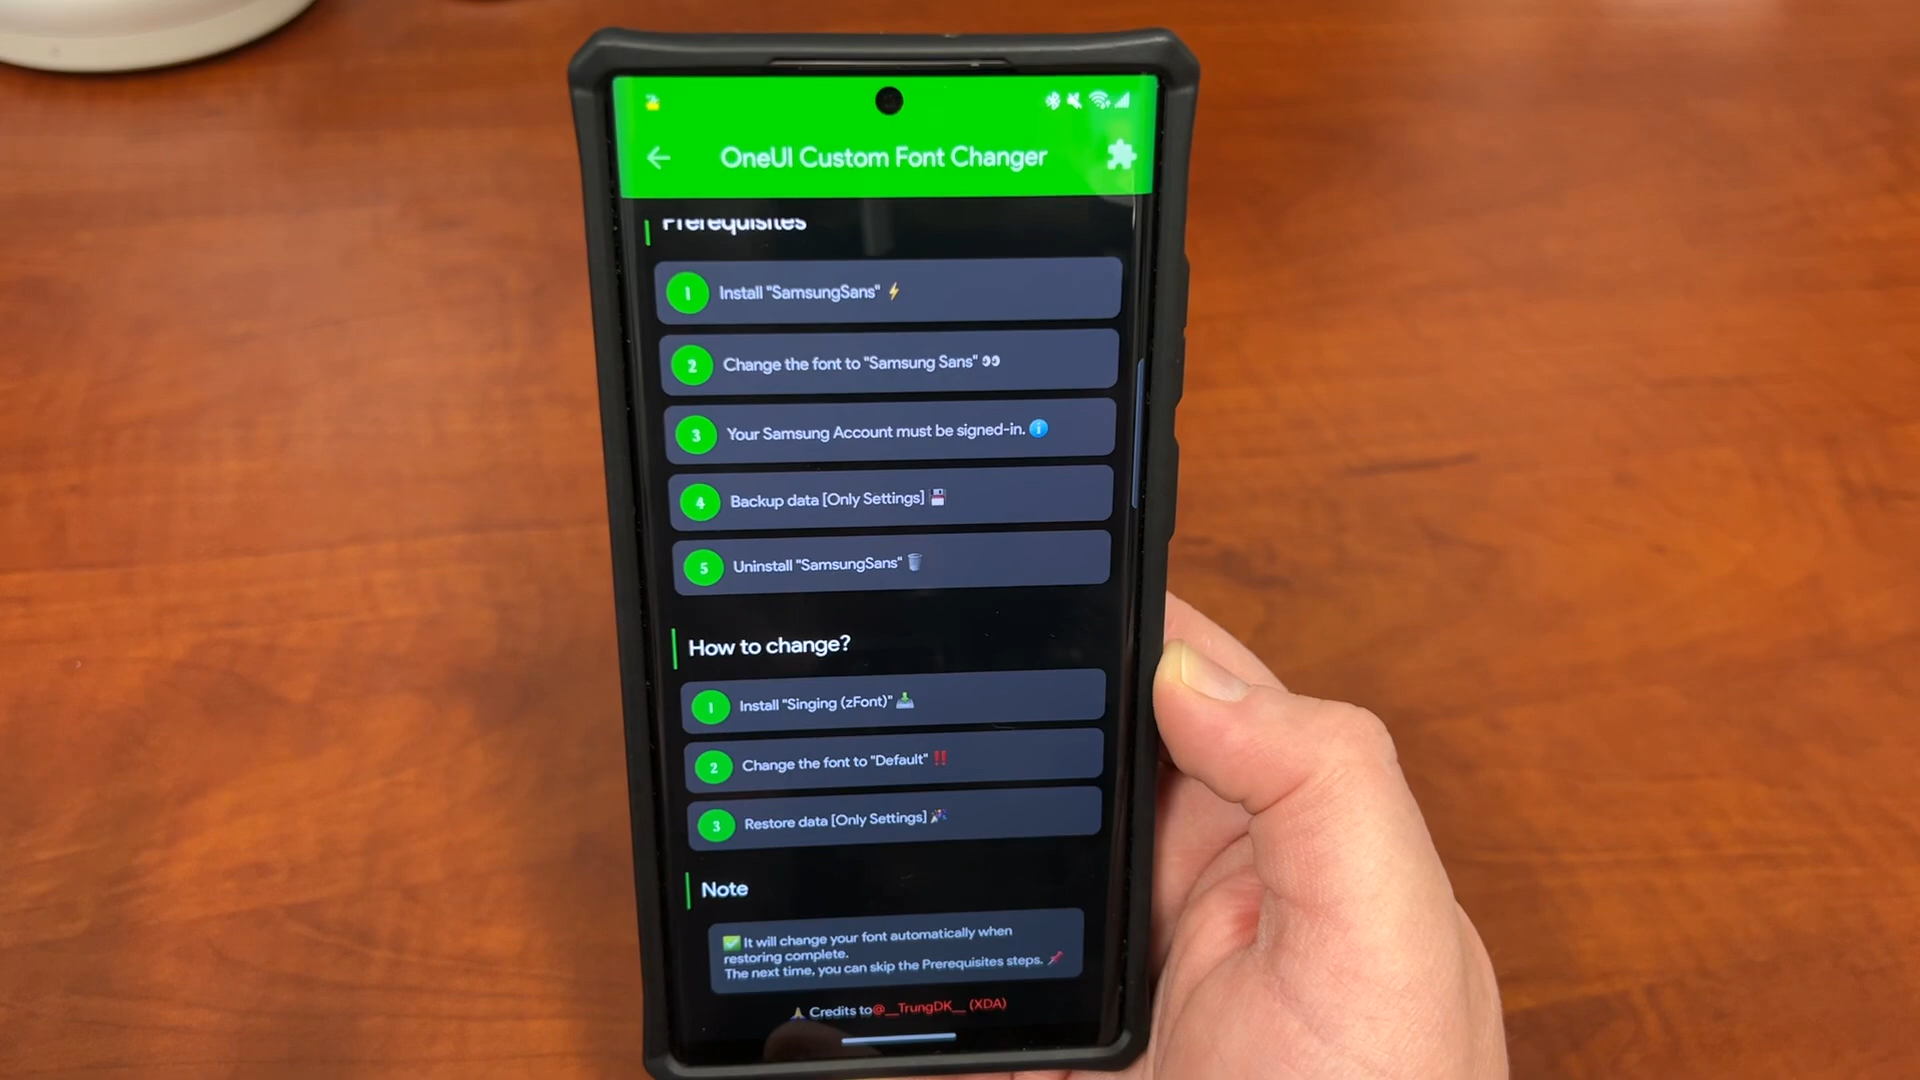 OneUI Custom Font Changer
Prerequisites
1 Install "SamsungSans" ⚡
2 Change the font to "Samsung Sans" 👀
3 Your Samsung Account must be signed-in. ℹ️
4 Backup data [Only Settings] 💾
5 Uninstall "SamsungSans" 🗑️
How to change?
1 Install "Singing (zFont)" 📥
2 Change the font to "Default" ‼️
3 Restore data [Only Settings] 🎉
Note
✅ It will change your font automatically when
restoring complete.
The next time, you can skip the Prerequisites steps. 📌
🙏 Credits to@__TrungDK__ (XDA)